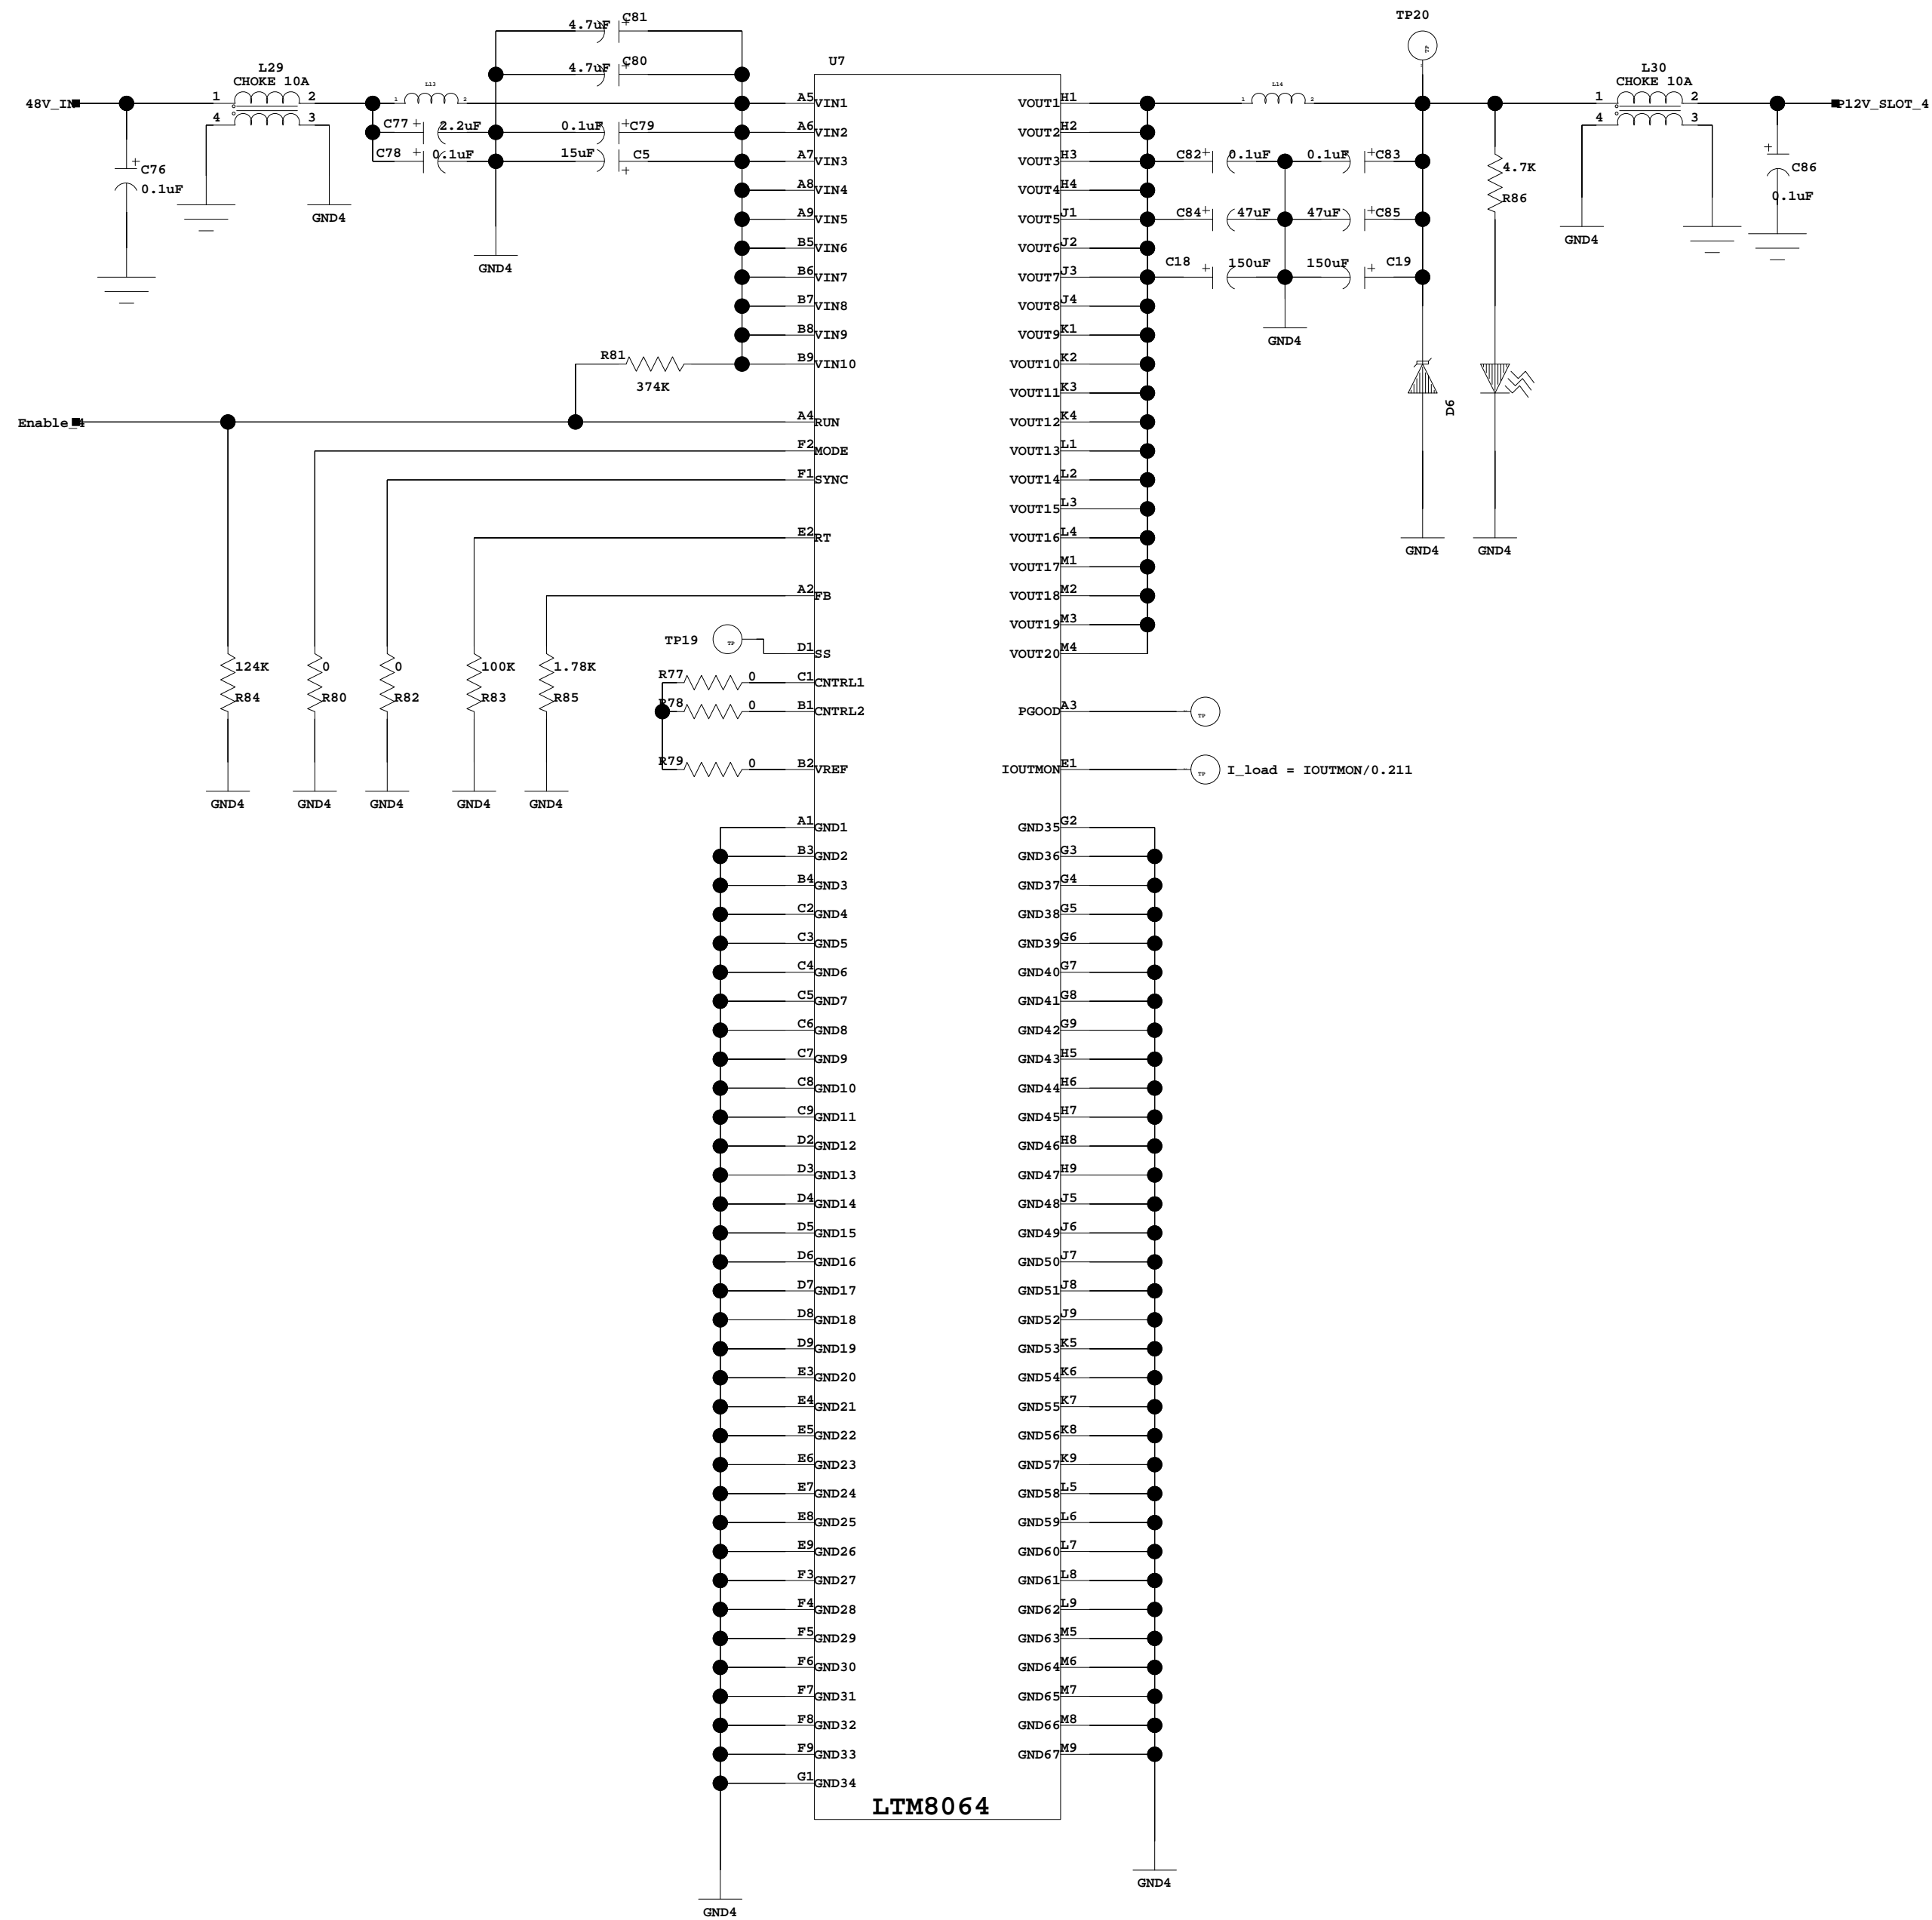 TP20
4.7uF + C81
U7
4.7uF + C80
L29
CHOKE 10A
L13
L14
L30
CHOKE 10A
48V_IN
1 2
4 3
1 2
A5 VIN1
VOUT1 H1
1 2
1 2
4 3
P12V_SLOT_4
C77 + 2.2uF
0.1uF + C79
A6 VIN2
VOUT2 H2
C78 + 0.1uF
15uF C5 +
A7 VIN3
VOUT3 H3
C82 + 0.1uF
0.1uF + C83
+ C76
0.1uF
4.7K
R86
+ C86
0.1uF
A8 VIN4
VOUT4 H4
GND4
A9 VIN5
VOUT5 J1
C84 + 47uF
47uF + C85
GND4
B5 VIN6
VOUT6 J2
GND4
B6 VIN7
VOUT7 J3
C18 + 150uF
150uF + C19
B7 VIN8
VOUT8 J4
B8 VIN9
VOUT9 K1
GND4
R81
374K
B9 VIN10
VOUT10 K2
VOUT11 K3
D6
Enable_4
A4 RUN
VOUT12 K4
F2 MODE
VOUT13 L1
F1 SYNC
VOUT14 L2
VOUT15 L3
E2 RT
VOUT16 L4
GND4
GND4
VOUT17 M1
A2 FB
VOUT18 M2
VOUT19 M3
TP19 TP
D1 SS
VOUT20 M4
124K
R84
0
R80
0
R82
100K
R83
1.78K
R85
R77 0
C1 CNTRL1
R78 0
B1 CNTRL2
PGOOD A3
TP
R79 0
B2 VREF
IOUTMON E1
TP
I_load = IOUTMON/0.211
GND4
GND4
GND4
GND4
GND4
A1 GND1
GND35 G2
B3 GND2
GND36 G3
B4 GND3
GND37 G4
C2 GND4
GND38 G5
C3 GND5
GND39 G6
C4 GND6
GND40 G7
C5 GND7
GND41 G8
C6 GND8
GND42 G9
C7 GND9
GND43 H5
C8 GND10
GND44 H6
C9 GND11
GND45 H7
D2 GND12
GND46 H8
D3 GND13
GND47 H9
D4 GND14
GND48 J5
D5 GND15
GND49 J6
D6 GND16
GND50 J7
D7 GND17
GND51 J8
D8 GND18
GND52 J9
D9 GND19
GND53 K5
E3 GND20
GND54 K6
E4 GND21
GND55 K7
E5 GND22
GND56 K8
E6 GND23
GND57 K9
E7 GND24
GND58 L5
E8 GND25
GND59 L6
E9 GND26
GND60 L7
F3 GND27
GND61 L8
F4 GND28
GND62 L9
F5 GND29
GND63 M5
F6 GND30
GND64 M6
F7 GND31
GND65 M7
F8 GND32
GND66 M8
F9 GND33
GND67 M9
G1 GND34
LTM8064
GND4
GND4